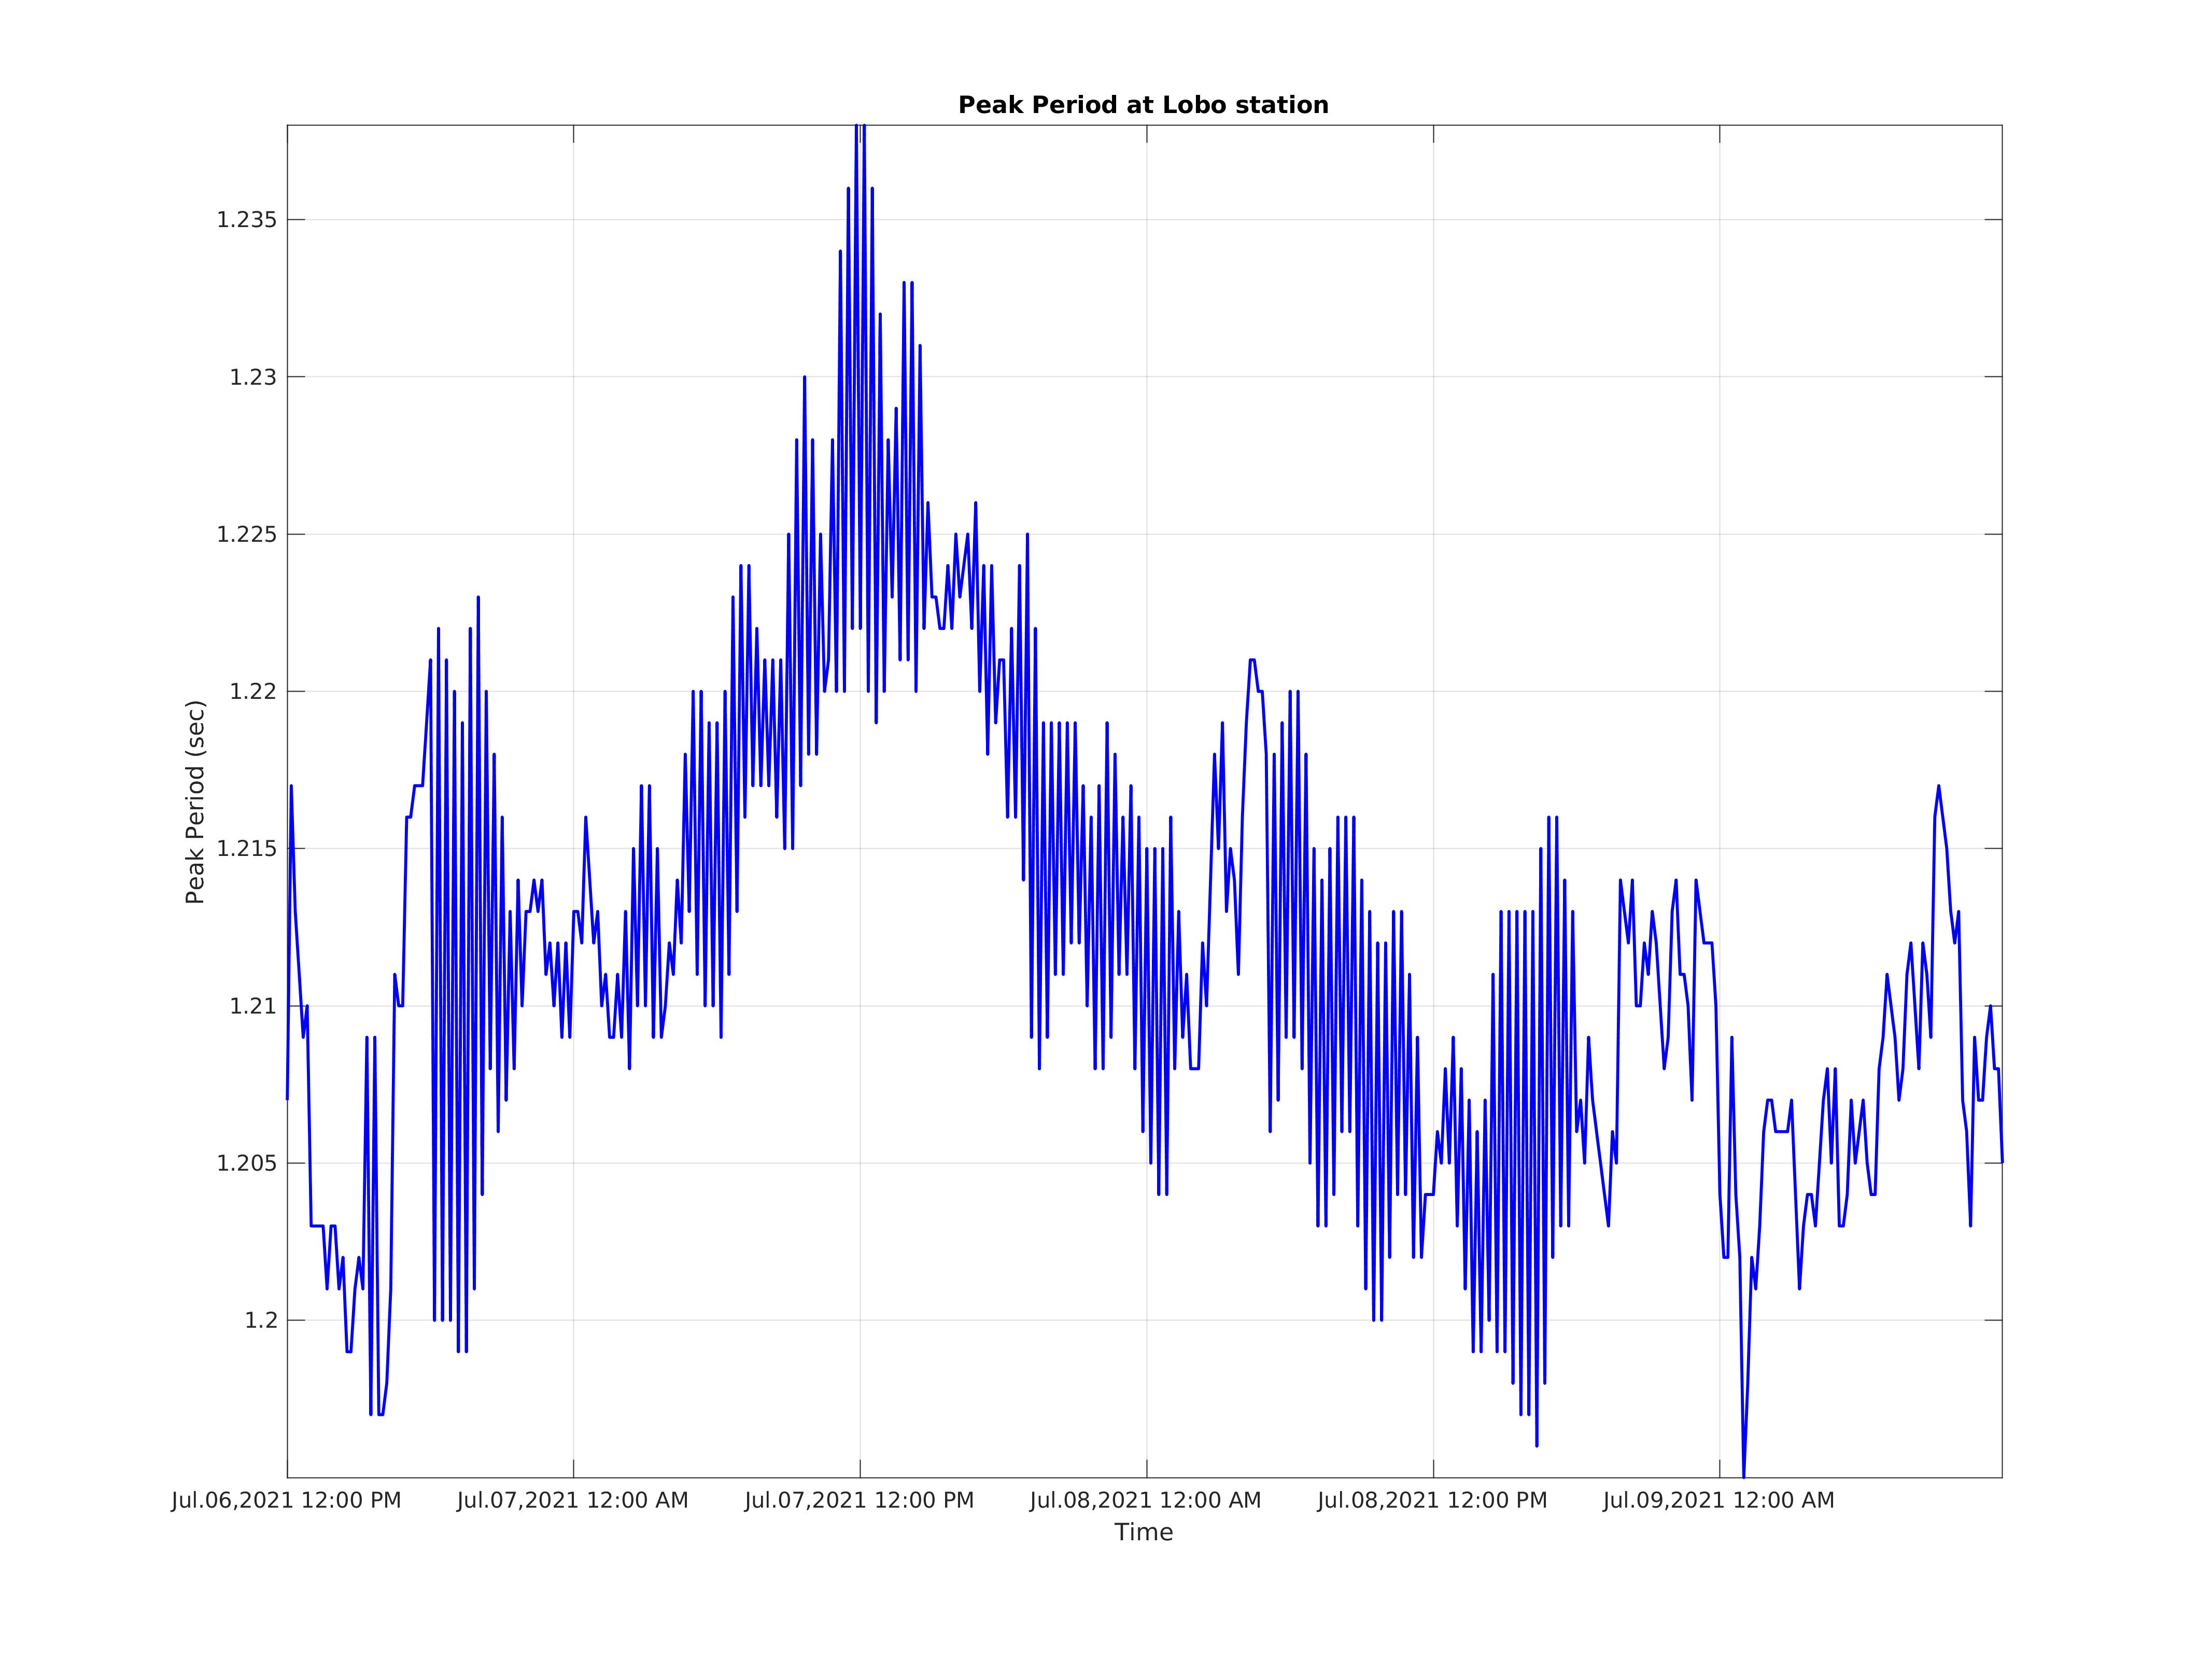 Peak Period at Lobo station
1.235
1.23
1.225
1.22
1.215
1.21
1.205
1.2
Peak Period (sec)
Jul.06,2021 12:00 PM Jul.07,2021 12:00 AM Jul.07,2021 12:00 PM Jul.08,2021 12:00 AM Jul.08,2021 12:00 PM Jul.09,2021 12:00 AM
Time